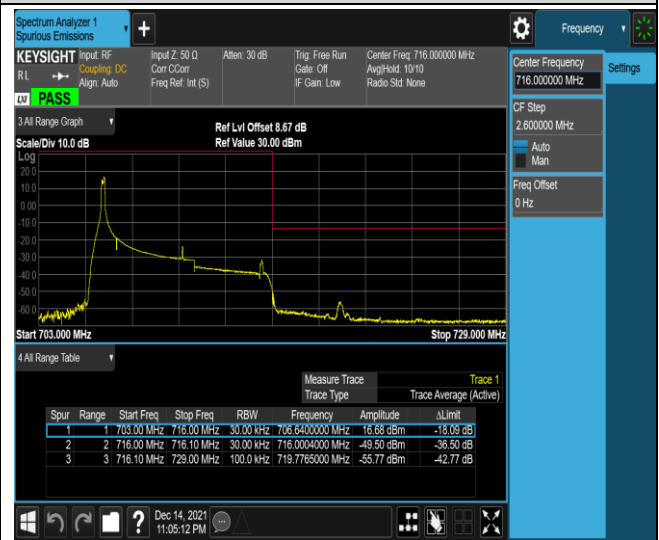 Spectrum Analyzer 1
Spurious Emissions
Frequency
KEYSIGHT Input: RF Input Z: 50 Ω Atten: 30 dB Trig: Free Run Center Freq: 716.000000 MHz
R L Coupling: DC Corr CCorr Gate: Off Avg|Hold: 10/10
Align: Auto Freq Ref: Int (S) IF Gain: Low Radio Std: None
LXI PASS
Center Frequency
716.000000 MHz
Settings
CF Step
2.600000 MHz
Auto
Man
Freq Offset
0 Hz
3 All Range Graph
Ref Lvl Offset 8.67 dB
Scale/Div 10.0 dB Ref Value 30.00 dBm
Log
20.0
10.0
0.00
-10.0
-20.0
-30.0
-40.0
-50.0
-60.0
Start 703.000 MHz Stop 729.000 MHz
4 All Range Table
Measure Trace Trace 1
Trace Type Trace Average (Active)
Spur Range Start Freq Stop Freq RBW Frequency Amplitude ΔLimit
1 1 703.00 MHz 716.00 MHz 30.00 kHz 706.6400000 MHz 16.68 dBm -18.09 dB
2 2 716.00 MHz 716.10 MHz 30.00 kHz 716.0004000 MHz -49.50 dBm -36.50 dB
3 3 716.10 MHz 729.00 MHz 100.0 kHz 719.7765000 MHz -55.77 dBm -42.77 dB
Dec 14, 2021
11:05:12 PM